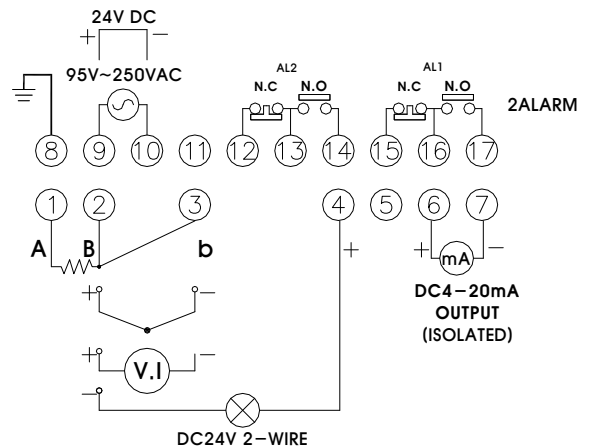 24V DC
+ −
95V~250VAC
AL2 AL1
N.C N.O N.C N.O
2ALARM
8 9 10 11 12 13 14 15 16 17
1 2 3 4 5 6 7
A B b + + mA −
DC4−20mA
OUTPUT
(ISOLATED)
+ −
+ V.I −
−
DC24V 2−WIRE